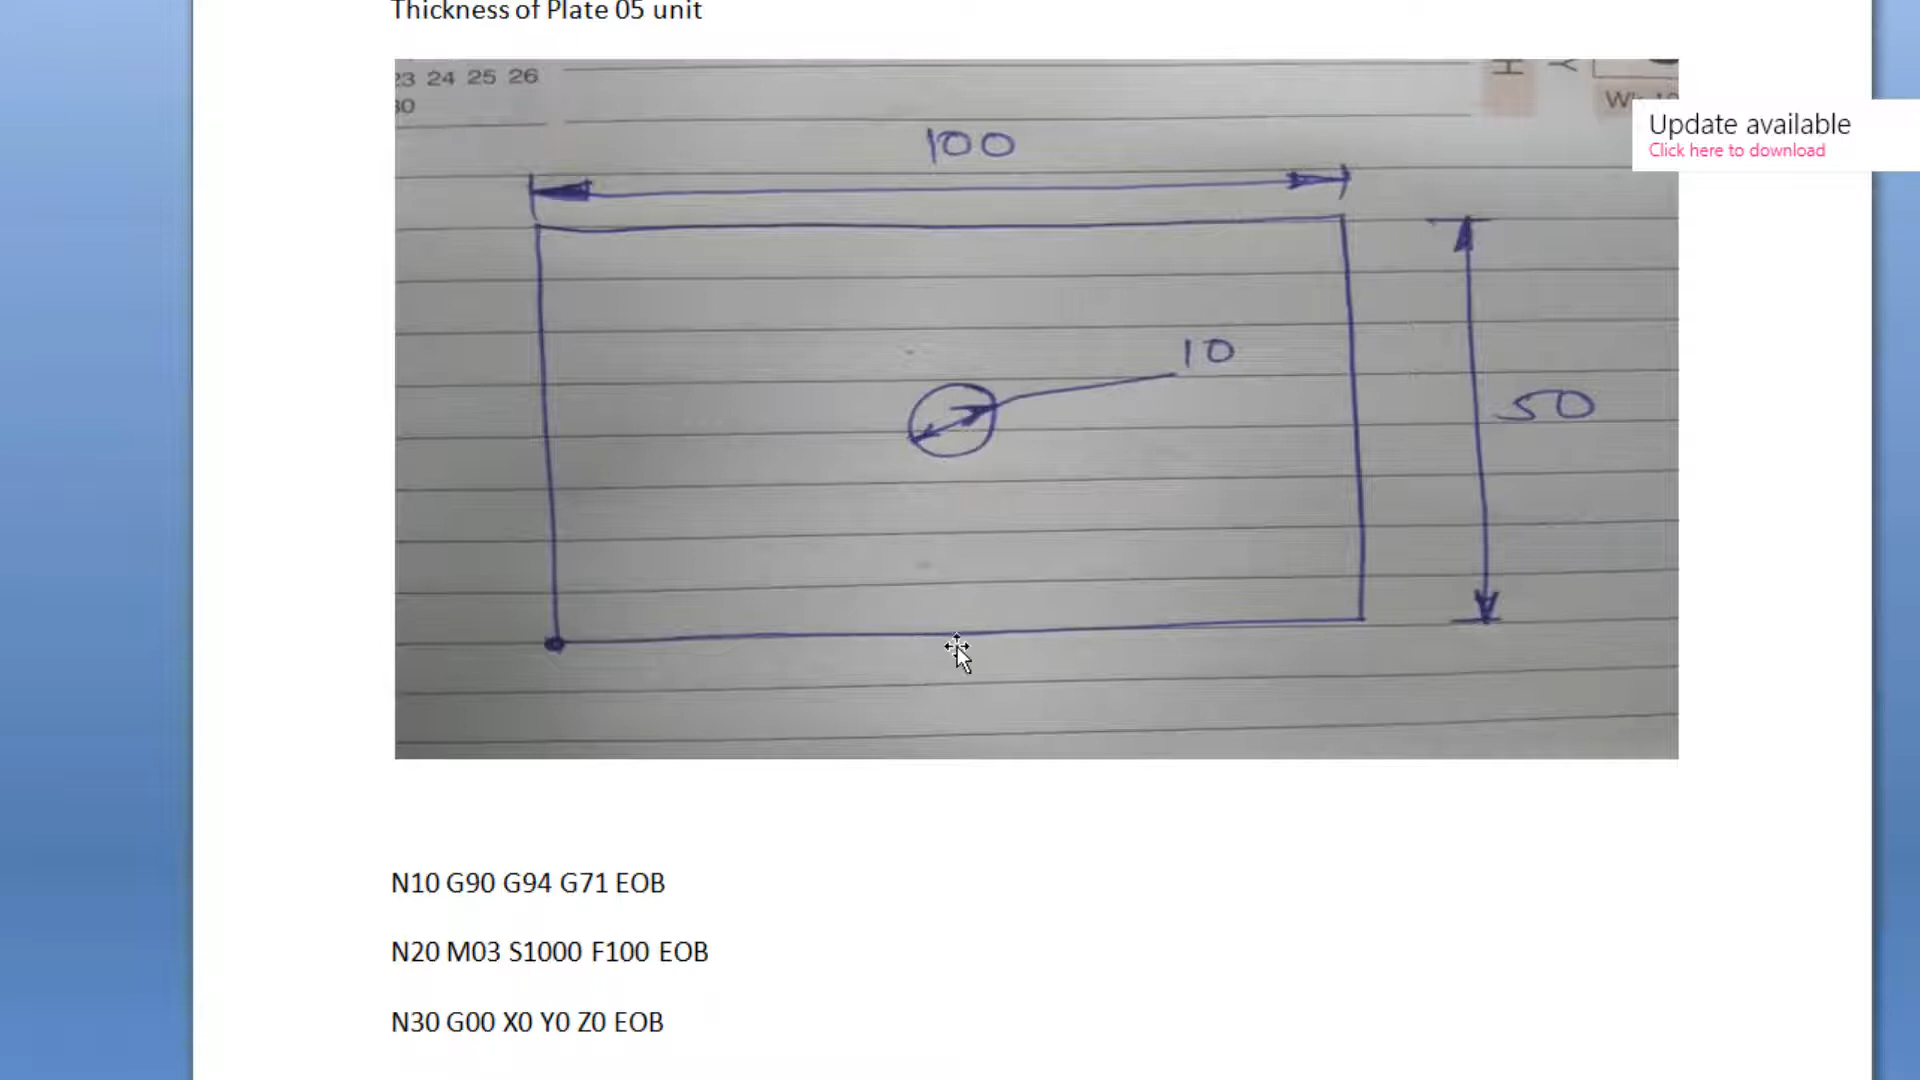 Thickness of Plate 05 unit
23 24 25 26
30
Update available
Click here to download
100
10
50
N10 G90 G94 G71 EOB
N20 M03 S1000 F100 EOB
N30 G00 X0 Y0 Z0 EOB